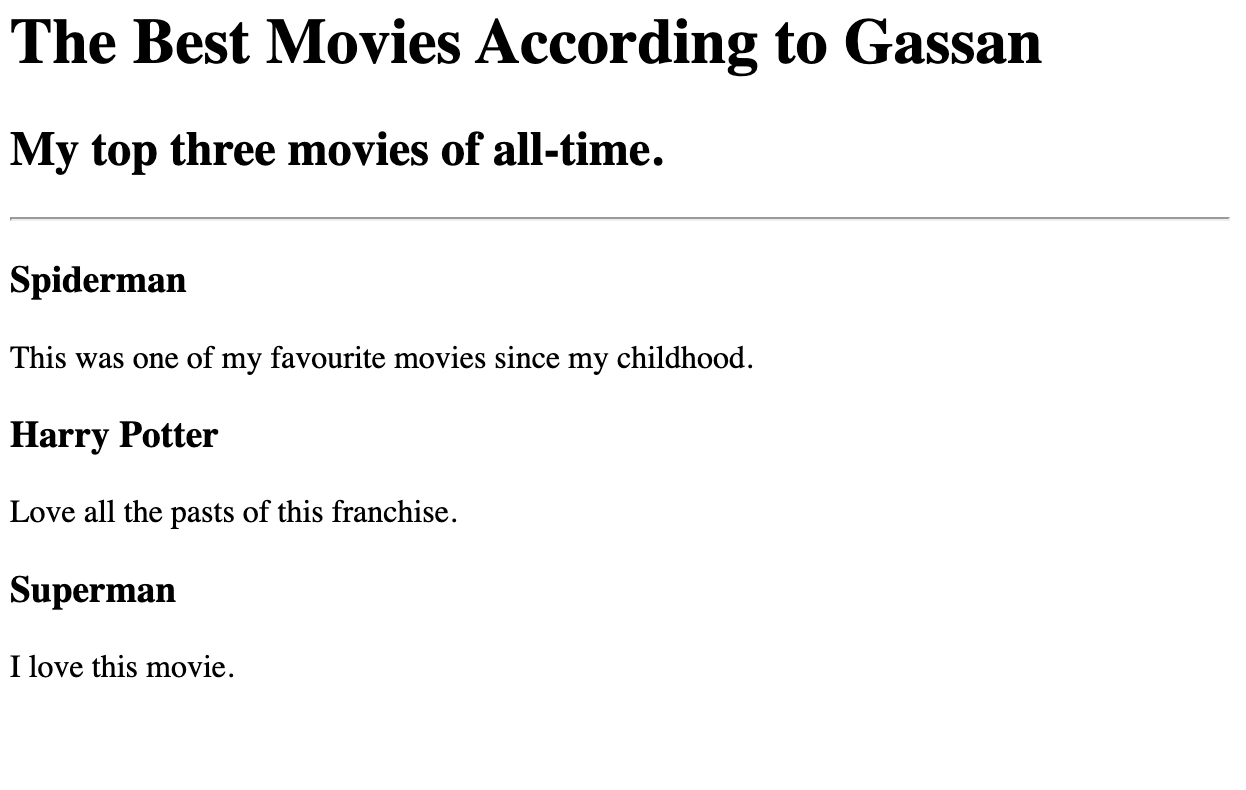 The Best Movies According to Gassan
My top three movies of all-time.
Spiderman
This was one of my favourite movies since my childhood.
Harry Potter
Love all the pasts of this franchise.
Superman
I love this movie.